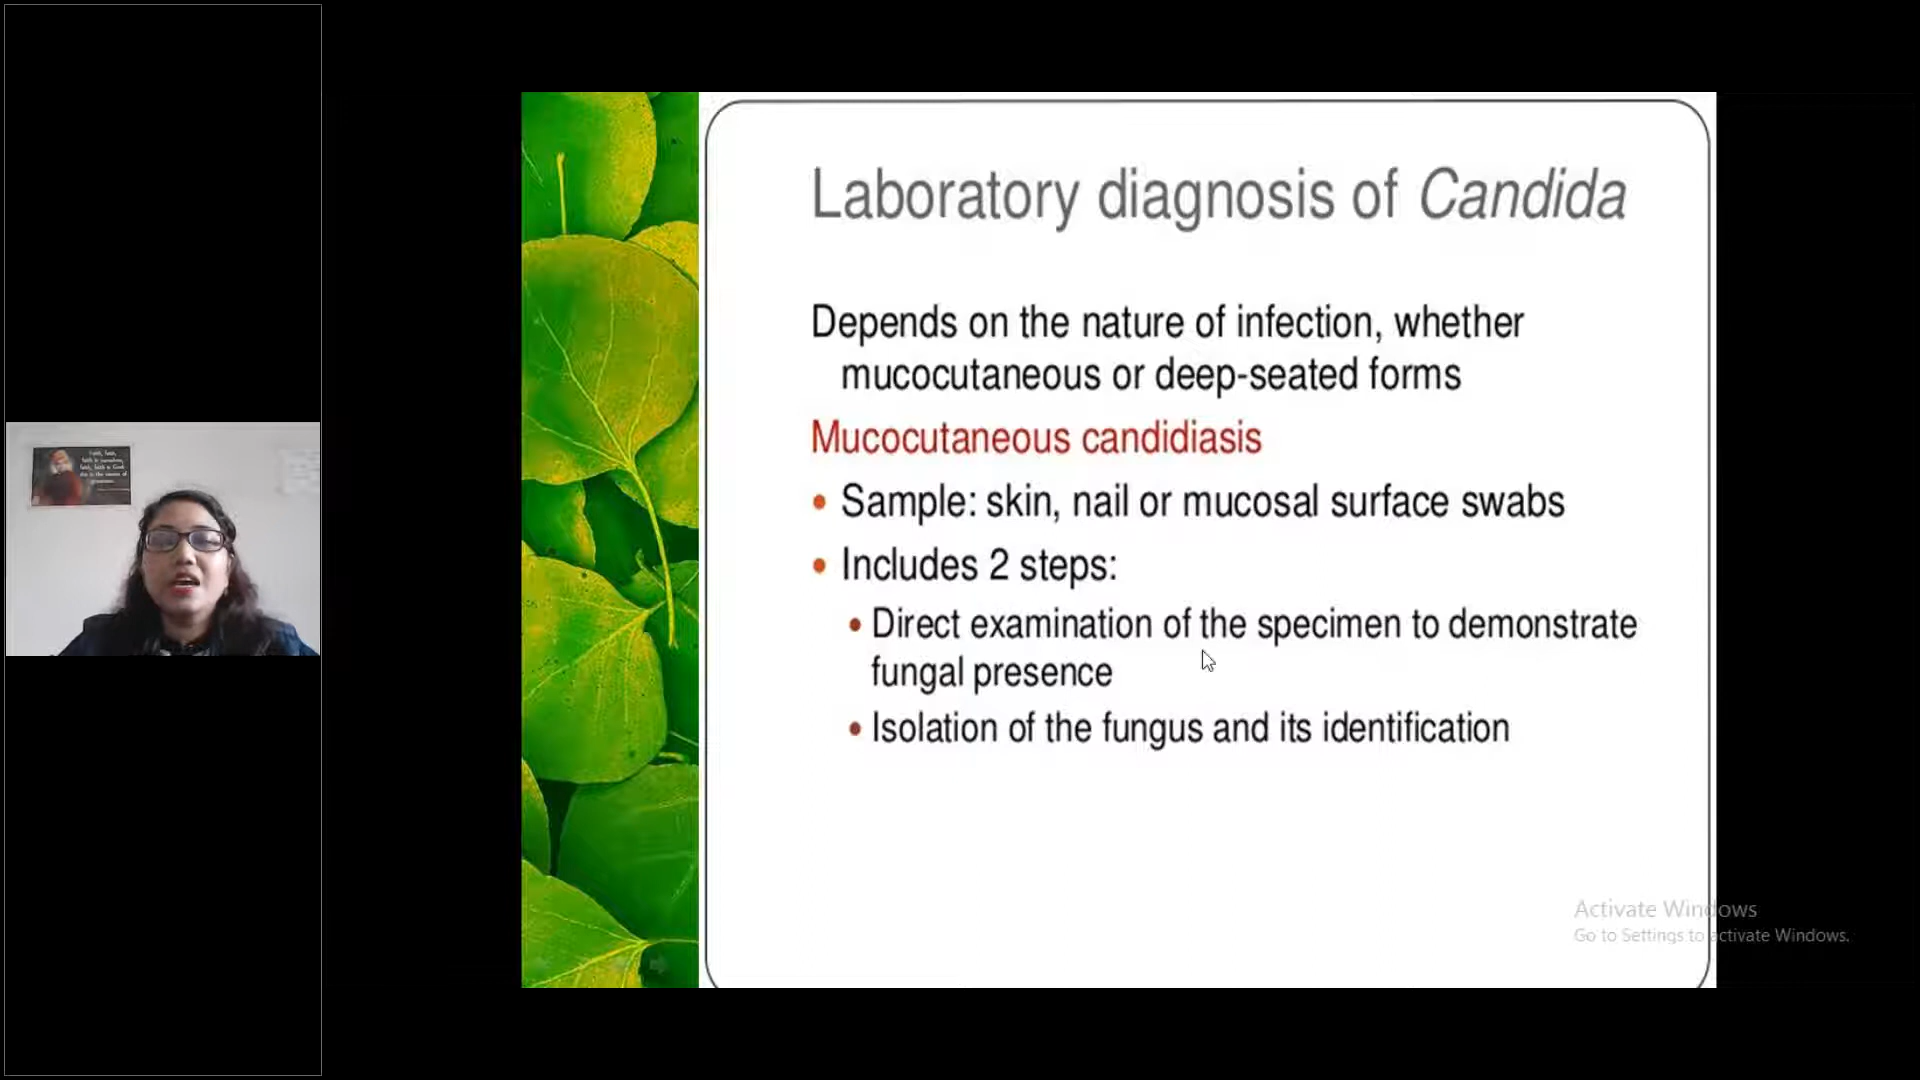 Laboratory diagnosis of Candida
Depends on the nature of infection, whether
mucocutaneous or deep-seated forms
Mucocutaneous candidiasis
• Sample: skin, nail or mucosal surface swabs
• Includes 2 steps:
• Direct examination of the specimen to demonstrate
fungal presence
• Isolation of the fungus and its identification
Activate Windows
Go to Settings to activate Windows.